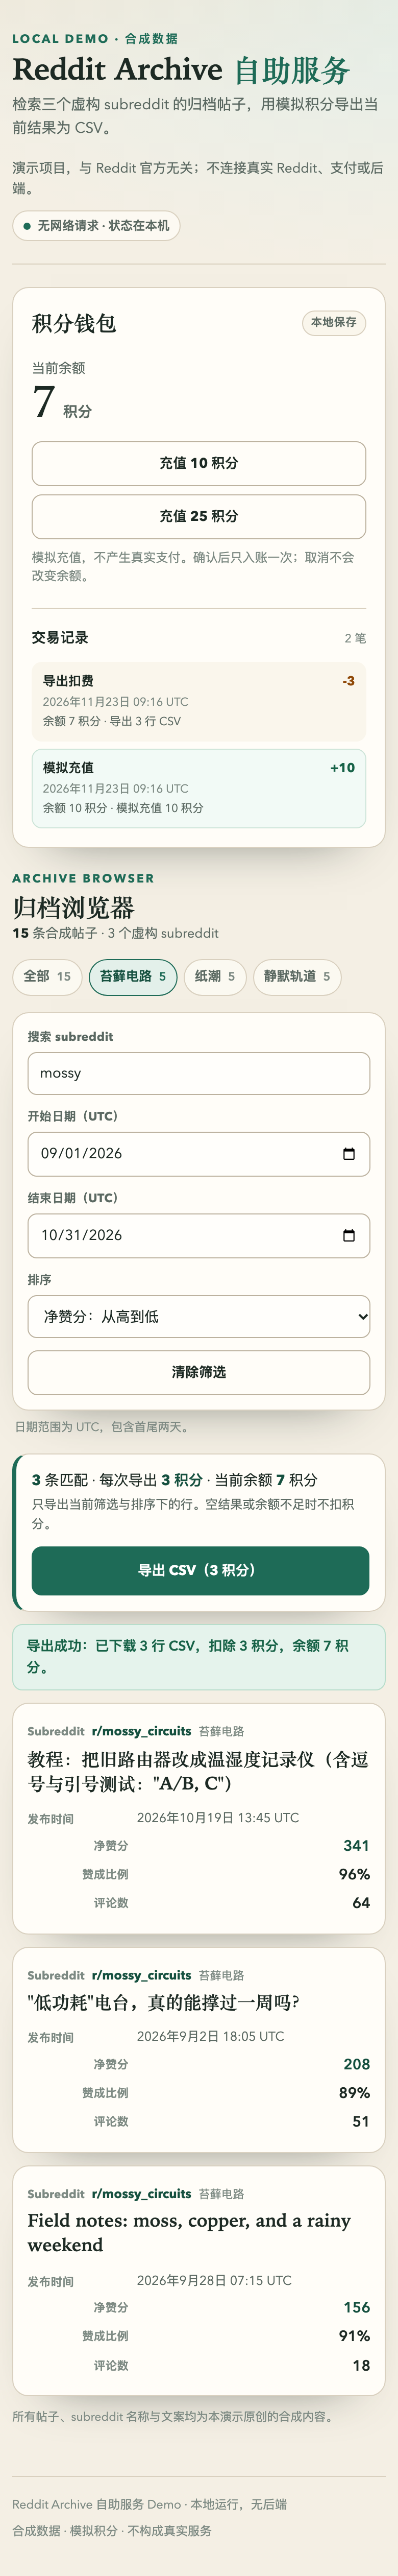 LOCAL DEMO · 合成数据
Reddit Archive 自助服务
检索三个虚构 subreddit 的归档帖子，用模拟积分导出当
前结果为 CSV。
演示项目，与 Reddit 官方无关；不连接真实 Reddit、支付或后
端。
无网络请求 · 状态在本机
积分钱包
本地保存
当前余额
7 积分
充值 10 积分
充值 25 积分
模拟充值，不产生真实支付。确认后只入账一次；取消不会
改变余额。
交易记录
2 笔
导出扣费
-3
2026年11月23日 09:16 UTC
余额 7 积分 · 导出 3 行 CSV
模拟充值
+10
2026年11月23日 09:16 UTC
余额 10 积分 · 模拟充值 10 积分
ARCHIVE BROWSER
归档浏览器
15 条合成帖子 · 3 个虚构 subreddit
全部 15 苔藓电路 5 纸潮 5 静默轨道 5
搜索 subreddit
mossy
开始日期（UTC）
09/01/2026
结束日期（UTC）
10/31/2026
排序
净赞分：从高到低
清除筛选
日期范围为 UTC，包含首尾两天。
3 条匹配 · 每次导出 3 积分 · 当前余额 7 积分
只导出当前筛选与排序下的行。空结果或余额不足时不扣积
分。
导出 CSV（3 积分）
导出成功：已下载 3 行 CSV，扣除 3 积分，余额 7 积
分。
Subreddit r/mossy_circuits 苔藓电路
教程：把旧路由器改成温湿度记录仪（含逗
号与引号测试："A/B, C"）
发布时间 2026年10月19日 13:45 UTC
净赞分 341
赞成比例 96%
评论数 64
Subreddit r/mossy_circuits 苔藓电路
"低功耗"电台，真的能撑过一周吗？
发布时间 2026年9月2日 18:05 UTC
净赞分 208
赞成比例 89%
评论数 51
Subreddit r/mossy_circuits 苔藓电路
Field notes: moss, copper, and a rainy
weekend
发布时间 2026年9月28日 07:15 UTC
净赞分 156
赞成比例 91%
评论数 18
所有帖子、subreddit 名称与文案均为本演示原创的合成内容。
Reddit Archive 自助服务 Demo · 本地运行，无后端
合成数据 · 模拟积分 · 不构成真实服务